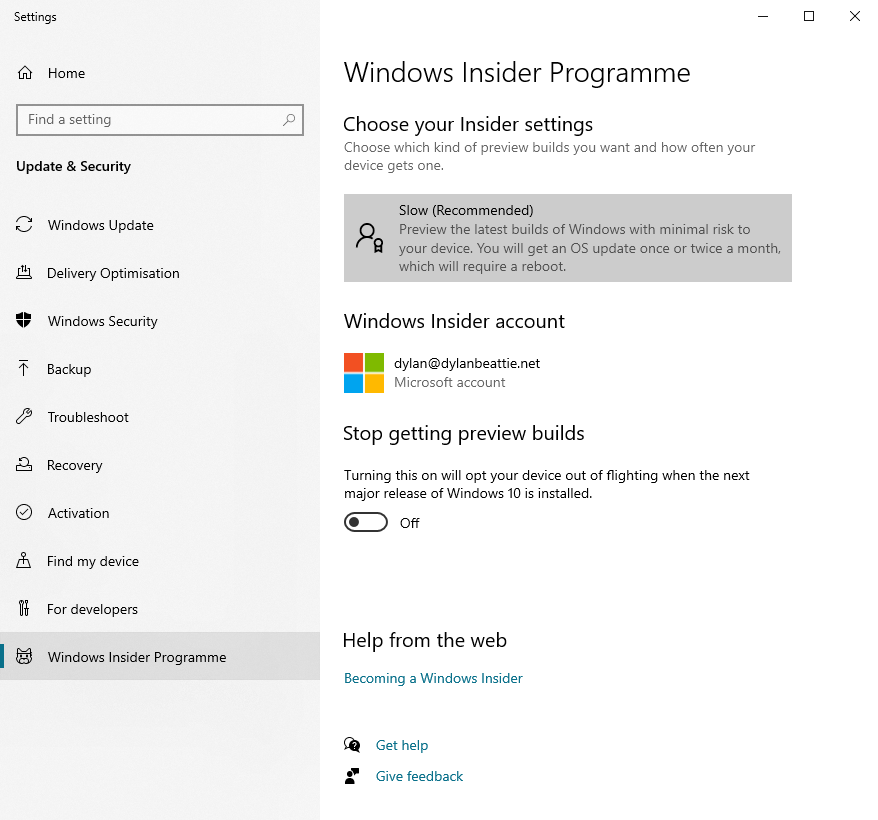 Settings
Home
Find a setting
Update & Security
Windows Update
Delivery Optimisation
Windows Security
Backup
Troubleshoot
Recovery
Activation
Find my device
For developers
Windows Insider Programme
Windows Insider Programme
Choose your Insider settings
Choose which kind of preview builds you want and how often your
device gets one.
Slow (Recommended)
Preview the latest builds of Windows with minimal risk to
your device. You will get an OS update once or twice a month,
which will require a reboot.
Windows Insider account
dylan@dylanbeattie.net
Microsoft account
Stop getting preview builds
Turning this on will opt your device out of flighting when the next
major release of Windows 10 is installed.
Off
Help from the web
Becoming a Windows Insider
Get help
Give feedback